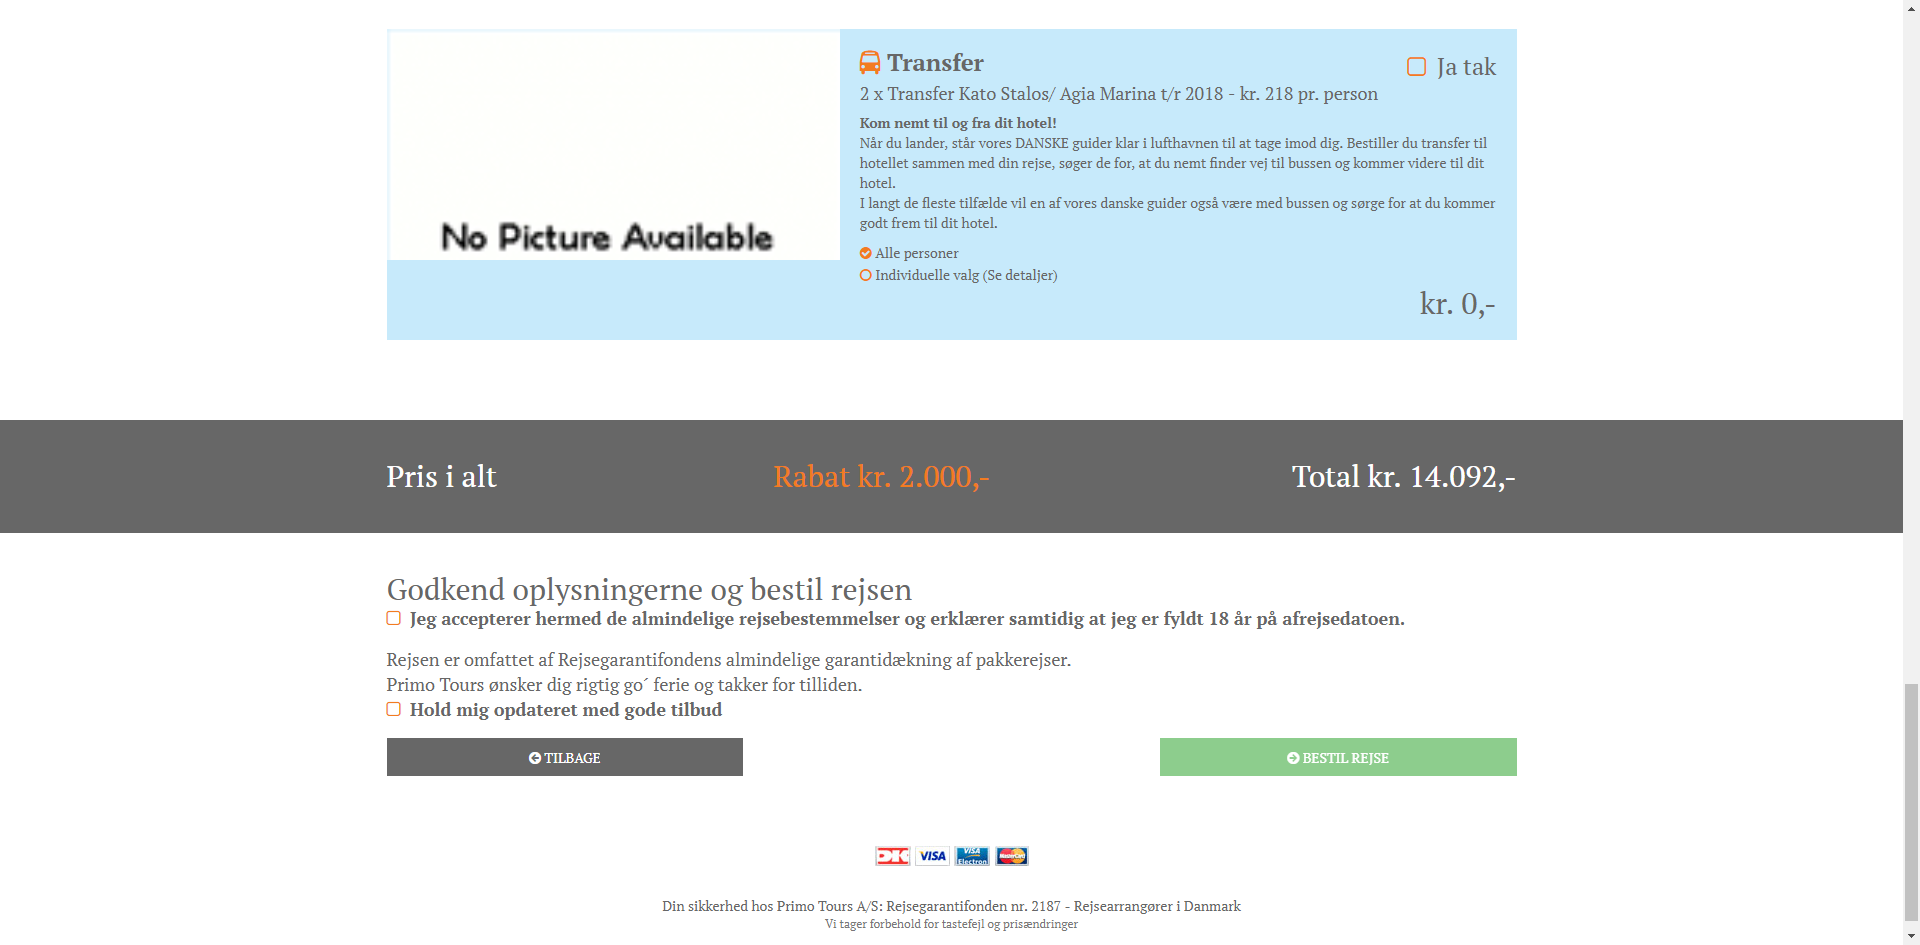 Transfer
Ja tak
2 x Transfer Kato Stalos/ Agia Marina t/r 2018 - kr. 218 pr. person
Kom nemt til og fra dit hotel!
Når du lander, står vores DANSKE guider klar i lufthavnen til at tage imod dig. Bestiller du transfer til
hotellet sammen med din rejse, søger de for, at du nemt finder vej til bussen og kommer videre til dit
hotel.
I langt de fleste tilfælde vil en af vores danske guider også være med bussen og sørge for at du kommer
godt frem til dit hotel.
No Picture Available
Alle personer
Individuelle valg (Se detaljer)
kr. 0,-
Pris i alt
Rabat kr. 2.000,-
Total kr. 14.092,-
Godkend oplysningerne og bestil rejsen
Jeg accepterer hermed de almindelige rejsebestemmelser og erklærer samtidig at jeg er fyldt 18 år på afrejsedatoen.
Rejsen er omfattet af Rejsegarantifondens almindelige garantidækning af pakkerejser.
Primo Tours ønsker dig rigtig go´ ferie og takker for tilliden.
Hold mig opdateret med gode tilbud
TILBAGE
BESTIL REJSE
DK VISA VISA Electron MasterCard
Din sikkerhed hos Primo Tours A/S: Rejsegarantifonden nr. 2187 - Rejsearrangører i Danmark
Vi tager forbehold for tastefejl og prisændringer